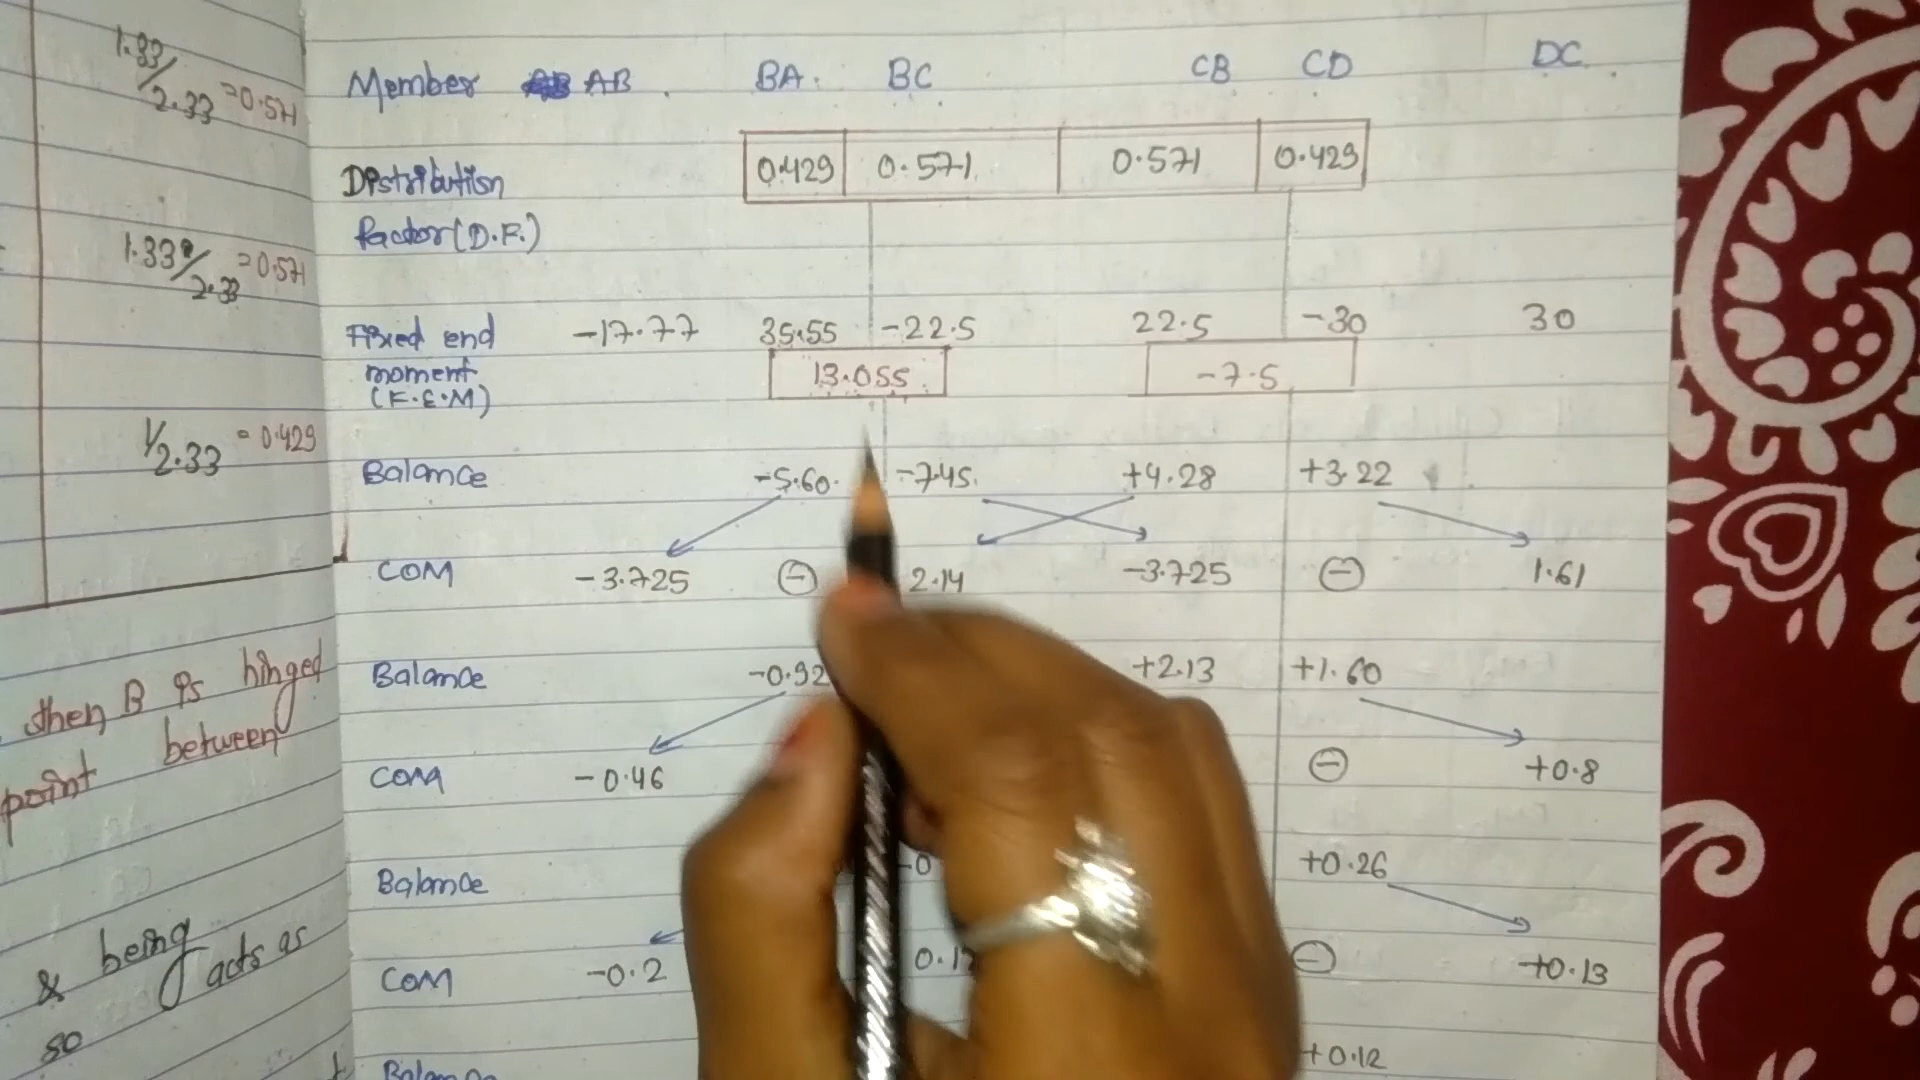 1.33/2.33 = 0.571
1.33/2.33 = 0.571
1/2.33 = 0.429
then B is hinged
point between
& being
acts as
so
Member AB BA. BC CB CD DC
Distribution 0.429 0.571 0.571 0.429
factor (D.F.)
Fixed end -17.77 35.55 -22.5 22.5 -30 30
moment 13.055 -7.5
(F.E.M)
Balance -5.60 -7.45 +4.28 +3.22
COM -3.725 - 2.14 -3.725 - 1.61
Balance -0.92 +2.13 +1.60
COM -0.46 - +0.8
Balance -0 +0.26
COM -0.2 0.1 - +0.13
Balance +0.12